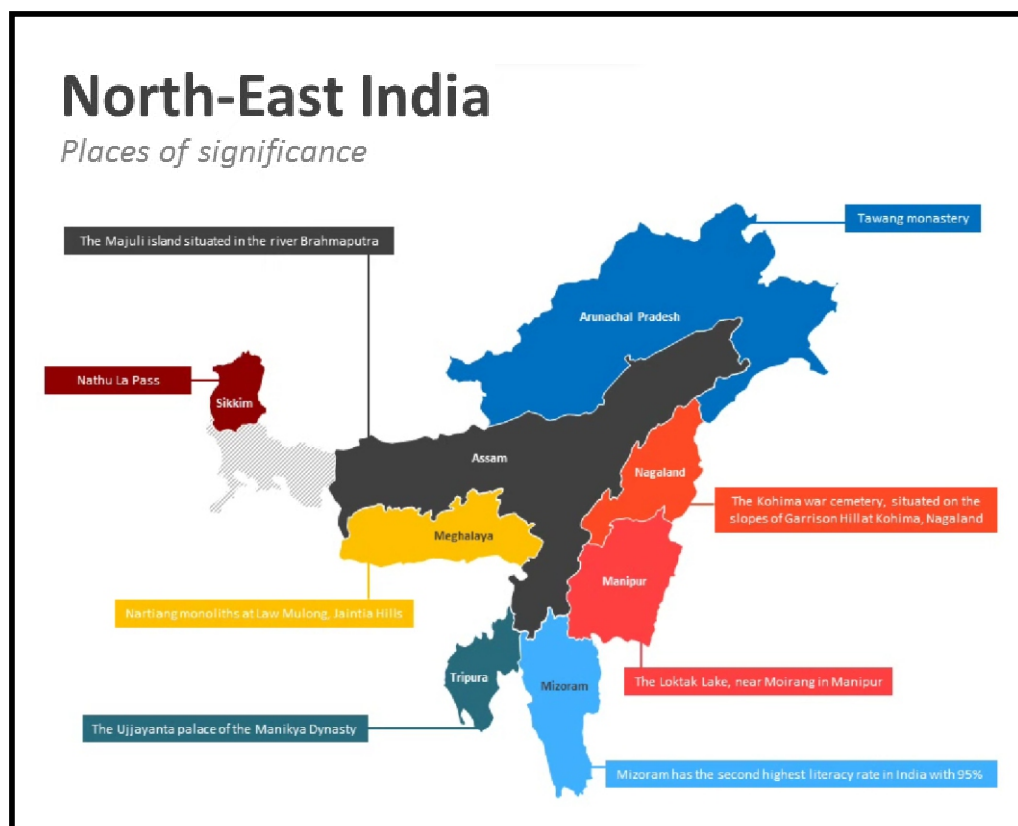 North-East India
Places of significance
Tawang monastery
The Majuli island situated in the river Brahmaputra
Arunachal Pradesh
Nathu La Pass
Sikkim
Assam
Nagaland
The Kohima war cemetery, situated on the
slopes of Garrison Hill at Kohima, Nagaland
Meghalaya
Manipur
Nartiang monoliths at Law Mulong, Jaintia Hills
Tripura
Mizoram
The Loktak Lake, near Moirang in Manipur
The Ujjayanta palace of the Manikya Dynasty
Mizoram has the second highest literacy rate in India with 95%